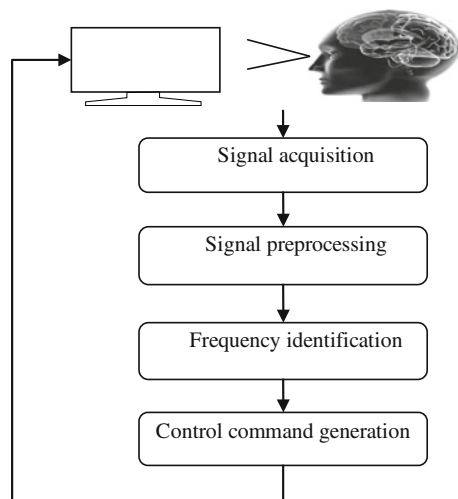 Signal acquisition
Signal preprocessing
Frequency identification
Control command generation